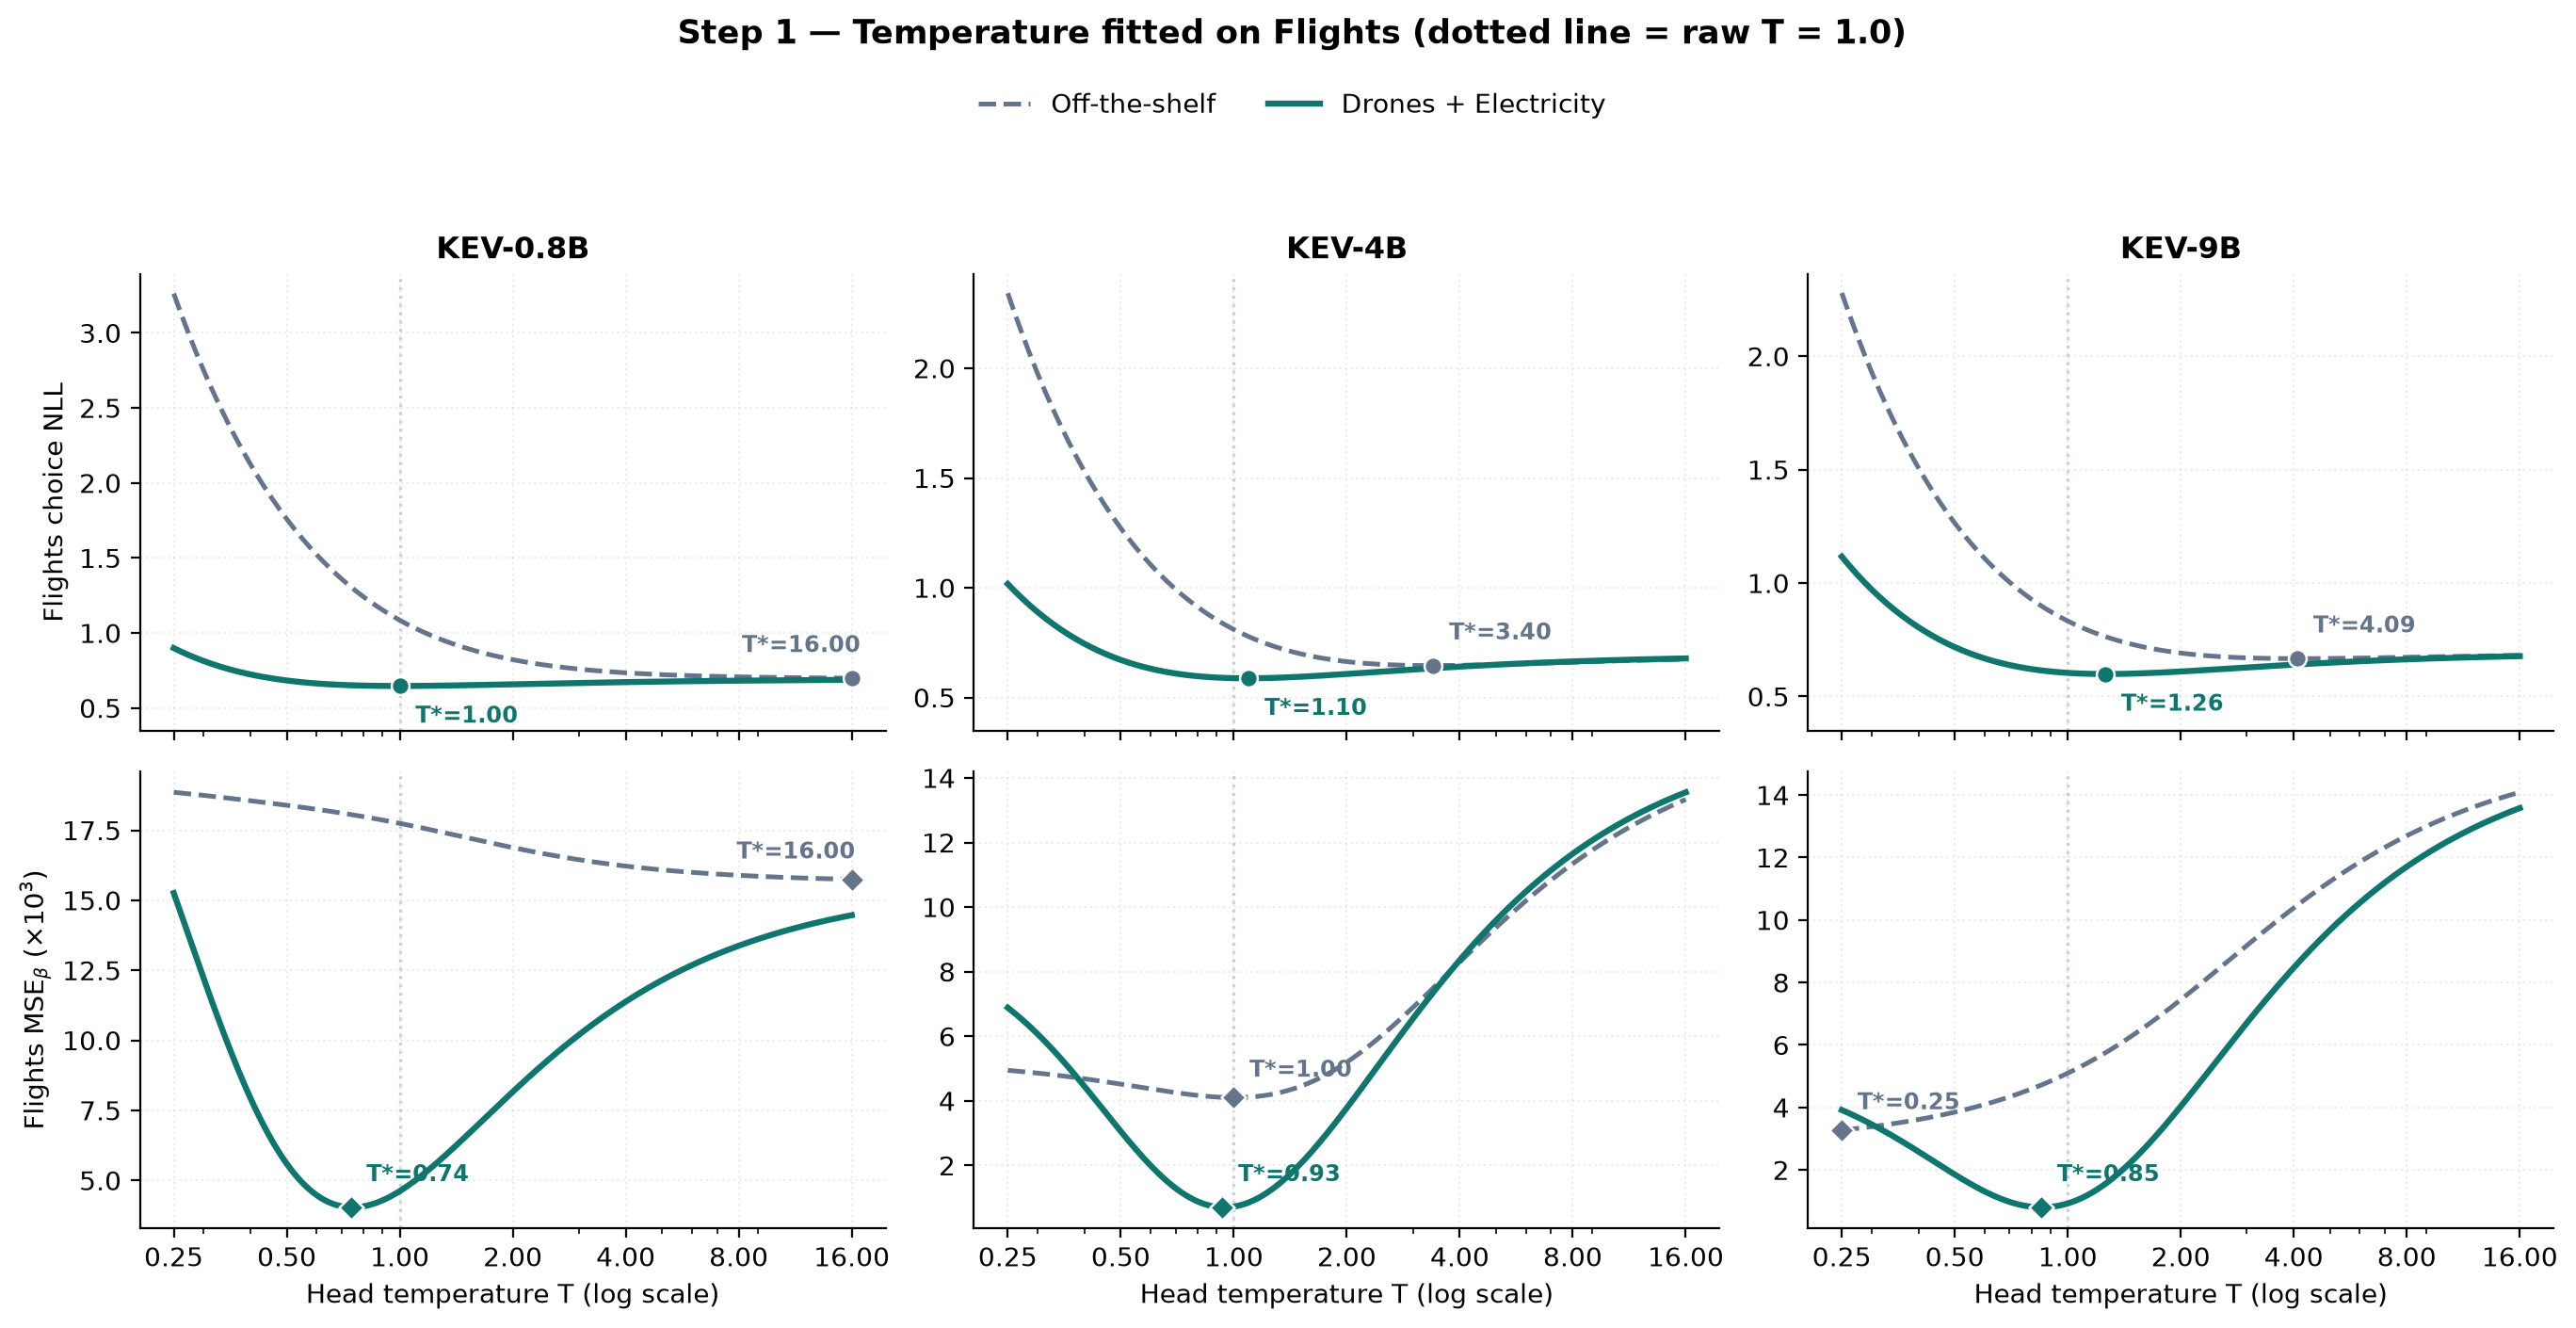 Step 1 — Temperature fitted on Flights (dotted line = raw T = 1.0)
Off-the-shelf
Drones + Electricity
KEV-0.8B
KEV-4B
KEV-9B
Flights choice NLL
3.0
2.5
2.0
1.5
1.0
0.5
T*=16.00
T*=1.00
2.0
1.5
1.0
0.5
T*=3.40
T*=1.10
2.0
1.5
1.0
0.5
T*=4.09
T*=1.26
Flights MSEβ (×10³)
17.5
15.0
12.5
10.0
7.5
5.0
T*=16.00
T*=0.74
0.25 0.50 1.00 2.00 4.00 8.00 16.00
Head temperature T (log scale)
14
12
10
8
6
4
2
T*=1.00
T*=0.93
0.25 0.50 1.00 2.00 4.00 8.00 16.00
Head temperature T (log scale)
14
12
10
8
6
4
2
T*=0.25
T*=0.85
0.25 0.50 1.00 2.00 4.00 8.00 16.00
Head temperature T (log scale)